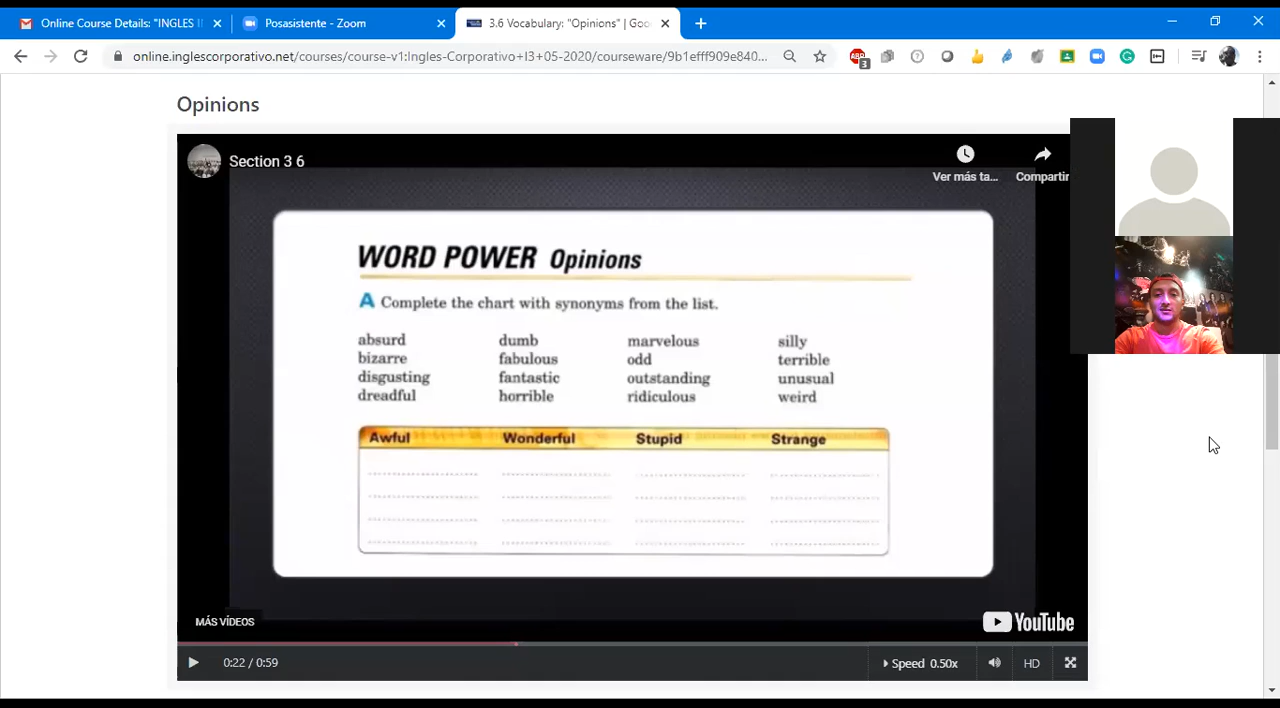 Online Course Details: "INGLES II
Posasistente - Zoom
3.6 Vocabulary: "Opinions" | Goo
online.inglescorporativo.net/courses/course-v1:Ingles-Corporativo+I3+05-2020/courseware/9b1efff909e840...
3
Opinions
Section 3 6
Ver más ta...
Compartir
WORD POWER Opinions
A Complete the chart with synonyms from the list.
absurd dumb marvelous silly
bizarre fabulous odd terrible
disgusting fantastic outstanding unusual
dreadful horrible ridiculous weird
Awful Wonderful Stupid Strange
MÁS VÍDEOS
YouTube
0:22 / 0:59
Speed 0.50x
HD